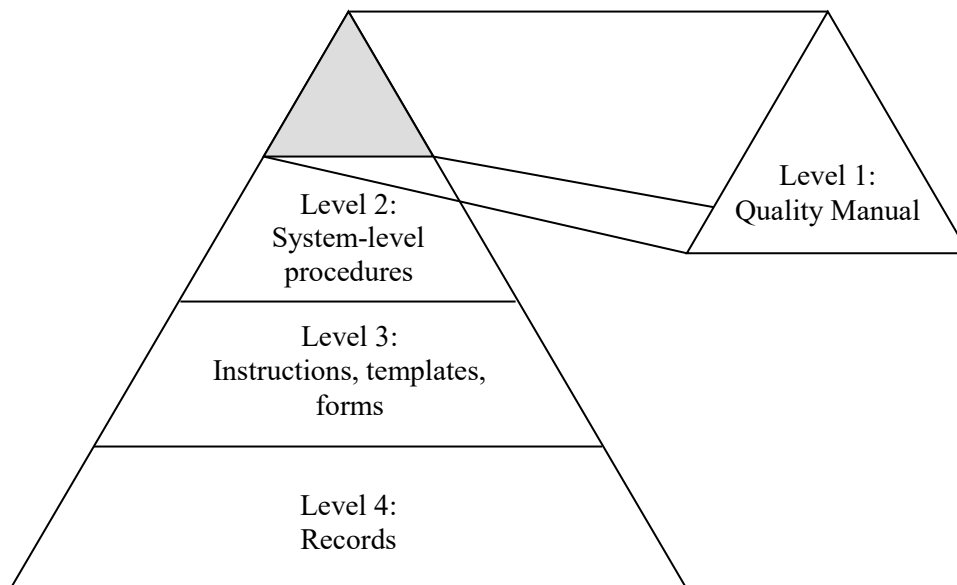 Level 1:
Quality Manual
Level 2:
System-level
procedures
Level 3:
Instructions, templates,
forms
Level 4:
Records